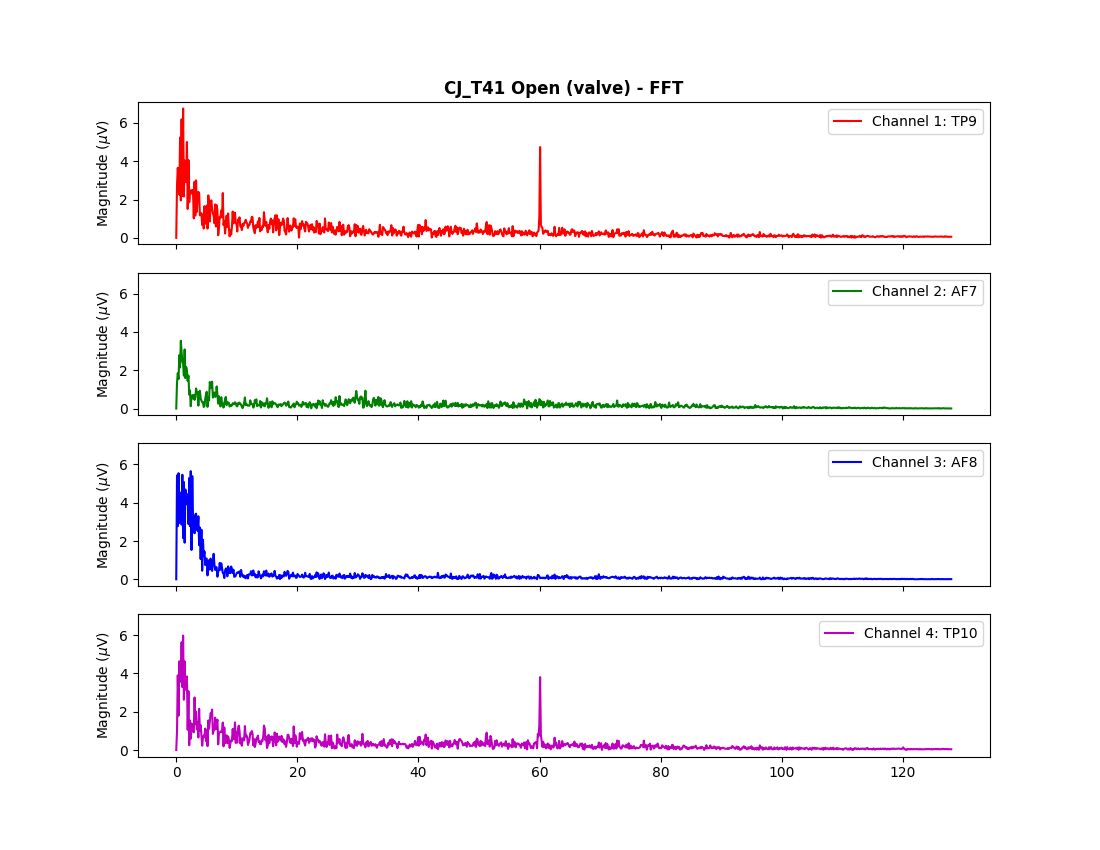 CJ_T41 Open (valve) - FFT
Magnitude (μV)
6
4
2
0
Channel 1: TP9
Magnitude (μV)
6
4
2
0
Channel 2: AF7
Magnitude (μV)
6
4
2
0
Channel 3: AF8
Magnitude (μV)
6
4
2
0
Channel 4: TP10
0 20 40 60 80 100 120